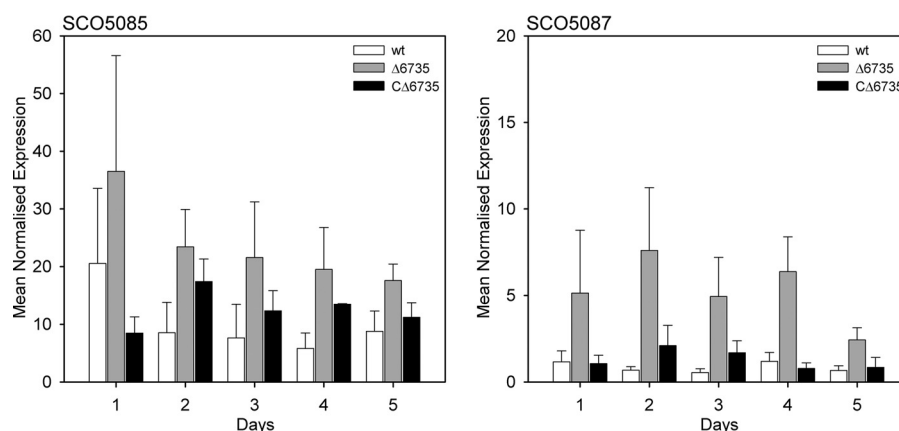 SCO5085
60
50
40
30
20
10
0
Mean Normalised Expression
wt
Δ6735
CΔ6735
1 2 3 4 5
Days
SCO5087
20
15
10
5
0
Mean Normalised Expression
wt
Δ6735
CΔ6735
1 2 3 4 5
Days